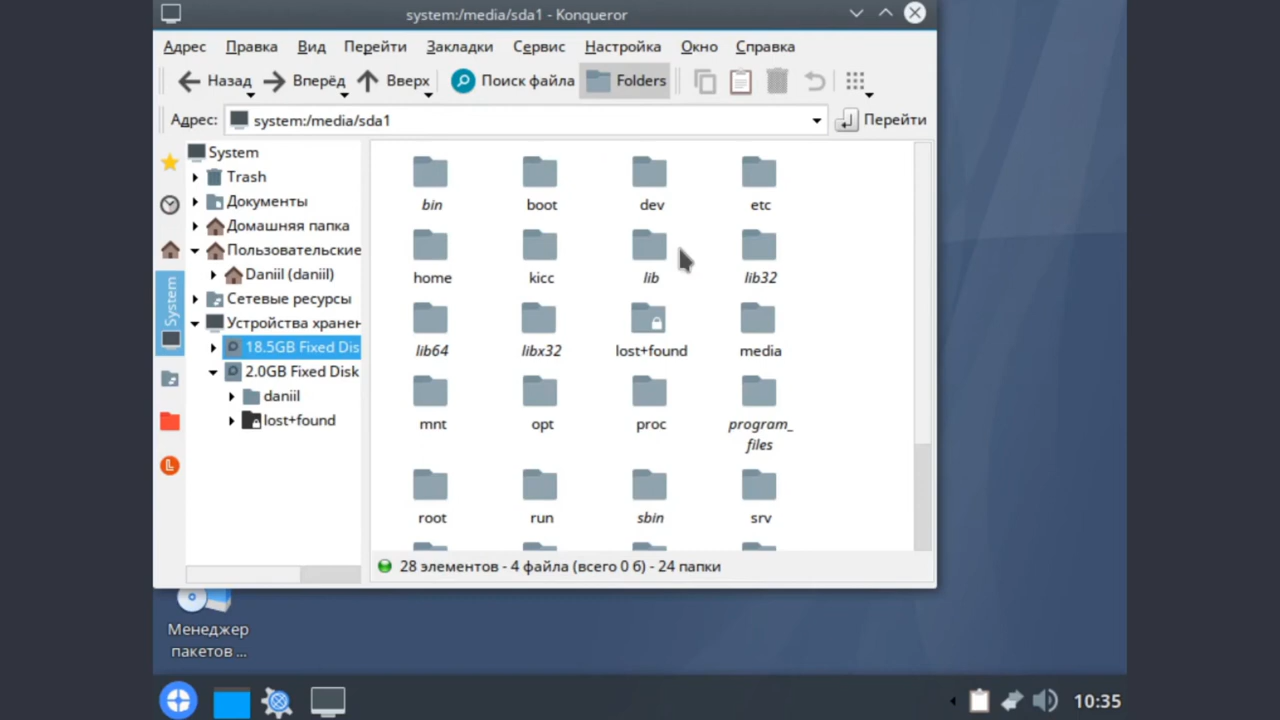 system:/media/sda1 - Konqueror
Адрес Правка Вид Перейти Закладки Сервис Настройка Окно Справка
Назад Вперёд Вверх Поиск файла Folders
Адрес: system:/media/sda1 Перейти
System
Trash
Документы
Домашняя папка
Пользовательские
Daniil (daniil)
Сетевые ресурсы
Устройства хранен
18.5GB Fixed Dis
2.0GB Fixed Disk
daniil
lost+found
System
bin boot dev etc
home kicc lib lib32
lib64 libx32 lost+found media
mnt opt proc program_
files
root run sbin srv
28 элементов - 4 файла (всего 0 б) - 24 папки
Менеджер
пакетов ...
10:35